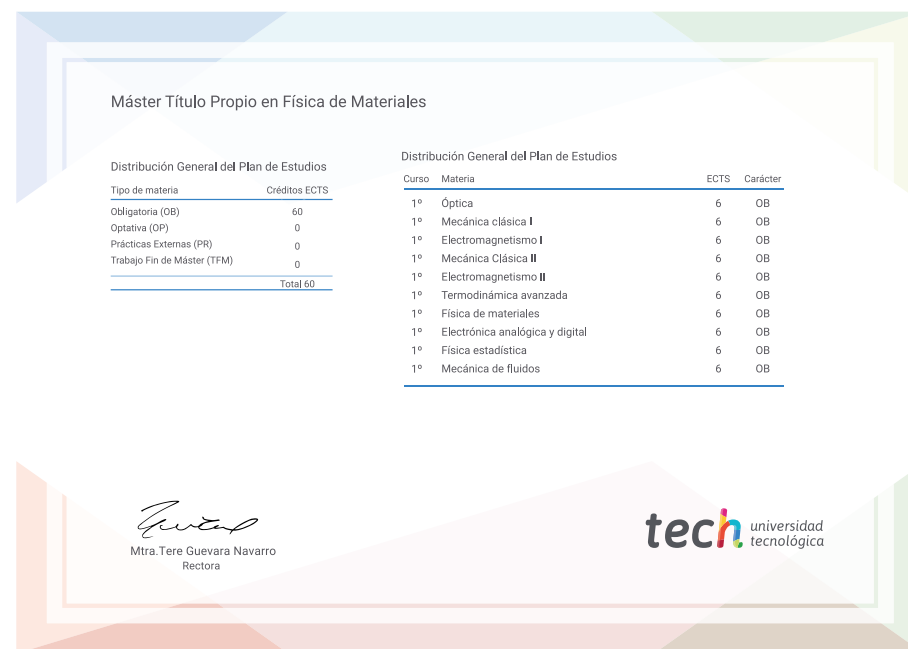 Máster Título Propio en Física de Materiales
Distribución General del Plan de Estudios
Tipo de materia Créditos ECTS
Obligatoria (OB) 60
Optativa (OP) 0
Prácticas Externas (PR) 0
Trabajo Fin de Máster (TFM) 0
Total 60
Distribución General del Plan de Estudios
Curso Materia ECTS Carácter
1º Óptica 6 OB
1º Mecánica clásica I 6 OB
1º Electromagnetismo I 6 OB
1º Mecánica Clásica II 6 OB
1º Electromagnetismo II 6 OB
1º Termodinámica avanzada 6 OB
1º Física de materiales 6 OB
1º Electrónica analógica y digital 6 OB
1º Física estadística 6 OB
1º Mecánica de fluidos 6 OB
Mtra.Tere Guevara Navarro
Rectora
tech universidad
tecnológica